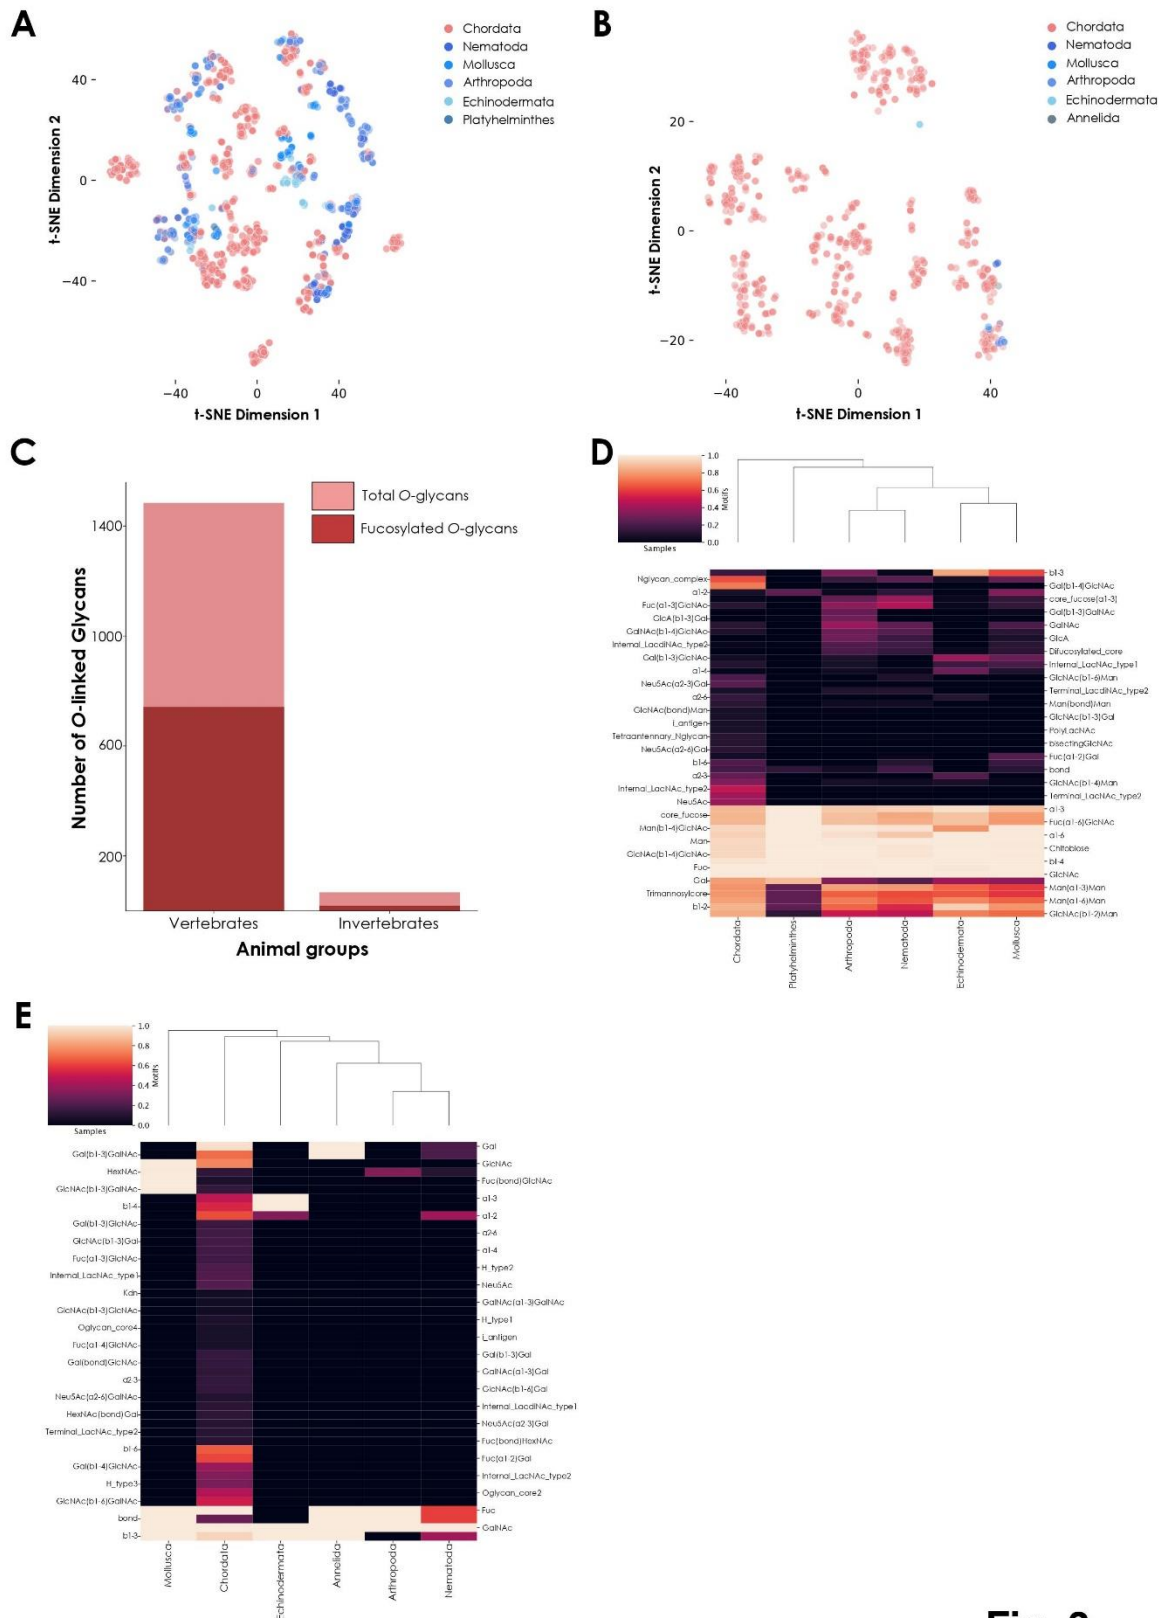 A
Chordata
Nematoda
Mollusca
Arthropoda
Echinodermata
Platyhelminthes
t-SNE Dimension 2
40
0
−40
−40
0
40
t-SNE Dimension 1
B
Chordata
Nematoda
Mollusca
Arthropoda
Echinodermata
Annelida
t-SNE Dimension 2
20
0
−20
−40
0
40
t-SNE Dimension 1
C
Total O-glycans
Fucosylated O-glycans
Number of O-linked Glycans
1400
1000
600
200
Vertebrates
Invertebrates
Animal groups
D
1.0
0.8
0.6
0.4
0.2
0.0
Motifs
Samples
Nglycan_complex
a1-2
Fuc(a1-3)GlcNAc
GlcA(b1-3)Gal
GalNAc(b1-4)GlcNAc
Internal_LacdiNAc_type2
Gal(b1-3)GlcNAc
a1-4
Neu5Ac(a2-3)Gal
a2-6
GlcNAc(bond)Man
i_antigen
Tetraantennary_Nglycan
Neu5Ac(a2-6)Gal
b1-6
a2-3
Internal_LacNAc_type2
Neu5Ac
core_fucose
Man(b1-4)GlcNAc
Man
GlcNAc(b1-4)GlcNAc
Fuc
Gal
Trimannosylcore
b1-2
b1-3
Gal(b1-4)GlcNAc
core_fucose(a1-3)
Gal(b1-3)GalNAc
GalNAc
GlcA
Difucosylated_core
Internal_LacNAc_type1
GlcNAc(b1-6)Man
Terminal_LacdiNAc_type2
Man(bond)Man
GlcNAc(b1-3)Gal
PolyLacNAc
bisectingGlcNAc
Fuc(a1-2)Gal
bond
GlcNAc(b1-4)Man
Terminal_LacNAc_type2
a1-3
Fuc(a1-6)GlcNAc
a1-6
Chitobiose
b1-4
GlcNAc
Man(a1-3)Man
Man(a1-6)Man
GlcNAc(b1-2)Man
Chordata
Platyhelminthes
Arthropoda
Nematoda
Echinodermata
Mollusca
E
1.0
0.8
0.6
0.4
0.2
0.0
Motifs
Samples
Gal(b1-3)GalNAc
HexNAc
GlcNAc(b1-3)GalNAc
b1-4
Gal(b1-3)GlcNAc
GlcNAc(b1-3)Gal
Fuc(a1-3)GlcNAc
Internal_LacNAc_type1
Kdn
GlcNAc(b1-3)GlcNAc
Oglycan_core4
Fuc(a1-4)GlcNAc
Gal(bond)GlcNAc
a2-3
Neu5Ac(a2-6)GalNAc
HexNAc(bond)Gal
Terminal_LacNAc_type2
b1-6
Gal(b1-4)GlcNAc
H_type3
GlcNAc(b1-6)GalNAc
bond
b1-3
Gal
GlcNAc
Fuc(bond)GlcNAc
a1-3
a1-2
a2-6
a1-4
H_type2
Neu5Ac
GalNAc(a1-3)GalNAc
H_type1
i_antigen
Gal(b1-3)Gal
GalNAc(a1-3)Gal
GlcNAc(b1-6)Gal
Internal_LacdiNAc_type1
Neu5Ac(a2-3)Gal
Fuc(bond)HexNAc
Fuc(a1-2)Gal
Internal_LacNAc_type2
Oglycan_core2
Fuc
GalNAc
Mollusca
Chordata
Echinodermata
Annelida
Arthropoda
Nematoda